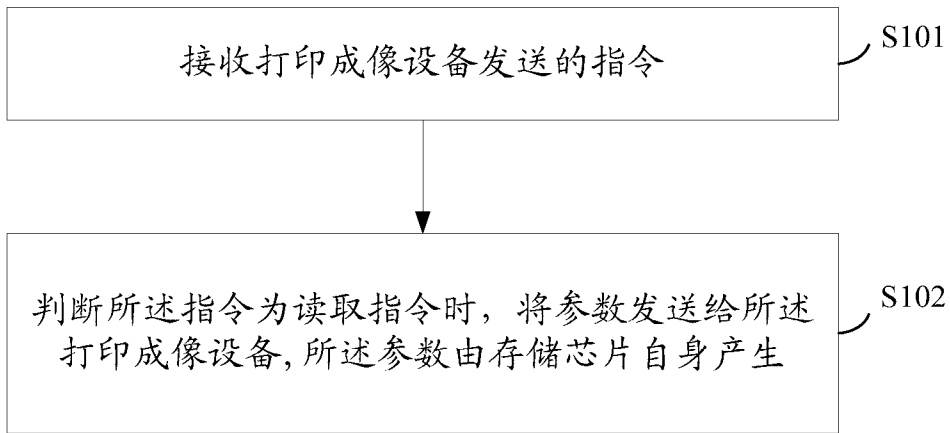 接收打印成像设备发送的指令
S101
判断所述指令为读取指令时，将参数发送给所述
打印成像设备,所述参数由存储芯片自身产生
S102